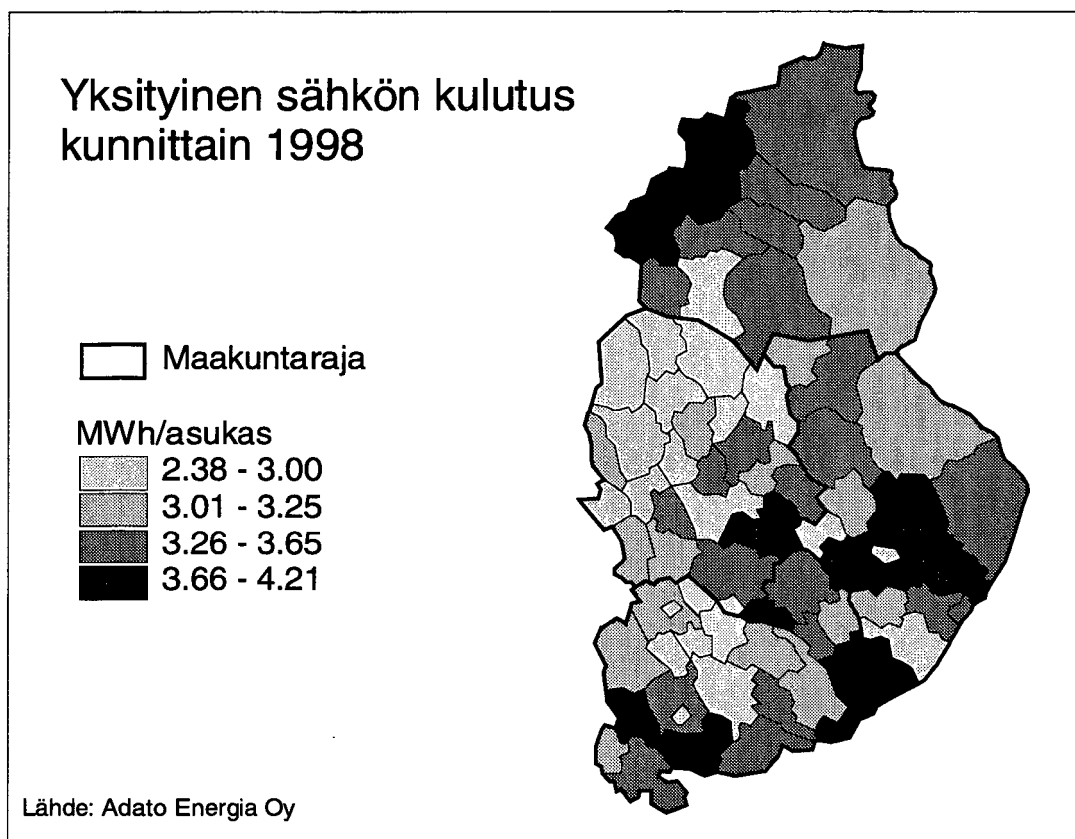 Yksityinen sähkön kulutus
kunnittain 1998
Maakuntaraja
MWh/asukas
2.38 - 3.00
3.01 - 3.25
3.26 - 3.65
3.66 - 4.21
Lähde: Adato Energia Oy